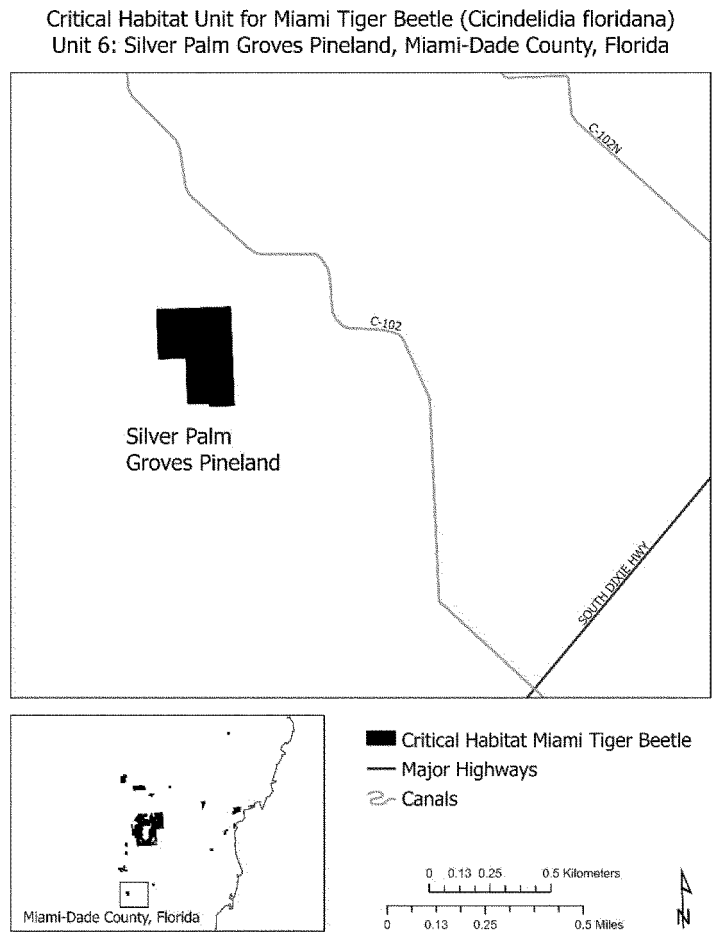 Critical Habitat Unit for Miami Tiger Beetle (Cicindelidia floridana)
Unit 6: Silver Palm Groves Pineland, Miami-Dade County, Florida
C-102N
C-102
Silver Palm
Groves Pineland
SOUTH DIXIE HWY
Critical Habitat Miami Tiger Beetle
Major Highways
Canals
0 0.13 0.25 0.5 Kilometers
0 0.13 0.25 0.5 Miles
N
Miami-Dade County, Florida